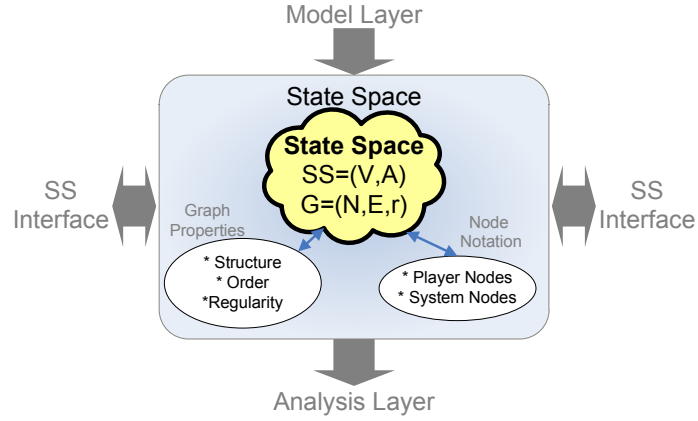 Model Layer
State Space
State Space
SS=(V,A)
G=(N,E,r)
SS
Interface
SS
Interface
Graph
Properties
Node
Notation
* Structure
* Order
*Regularity
* Player Nodes
* System Nodes
Analysis Layer